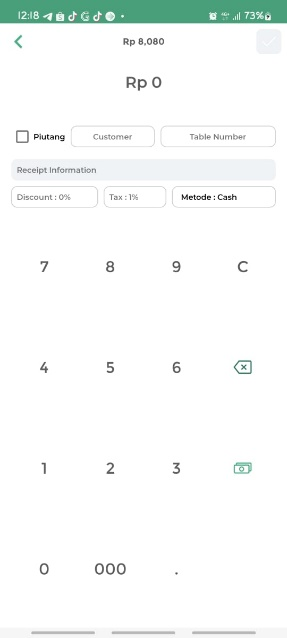 12:18
73%
Rp 8,080
Rp 0
Piutang Customer Table Number
Receipt Information
Discount : 0% Tax : 1% Metode : Cash
7 8 9 C
4 5 6
1 2 3
0 000 .